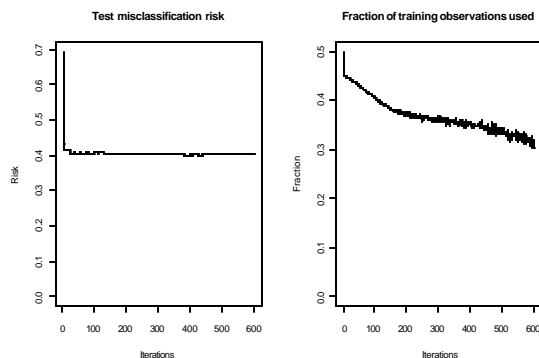 Test misclassification risk
Risk
0.0 0.1 0.2 0.3 0.4 0.5 0.6 0.7
0 100 200 300 400 500 600
Iterations
Fraction of training observations used
Fraction
0.0 0.1 0.2 0.3 0.4 0.5
0 100 200 300 400 500 600
Iterations